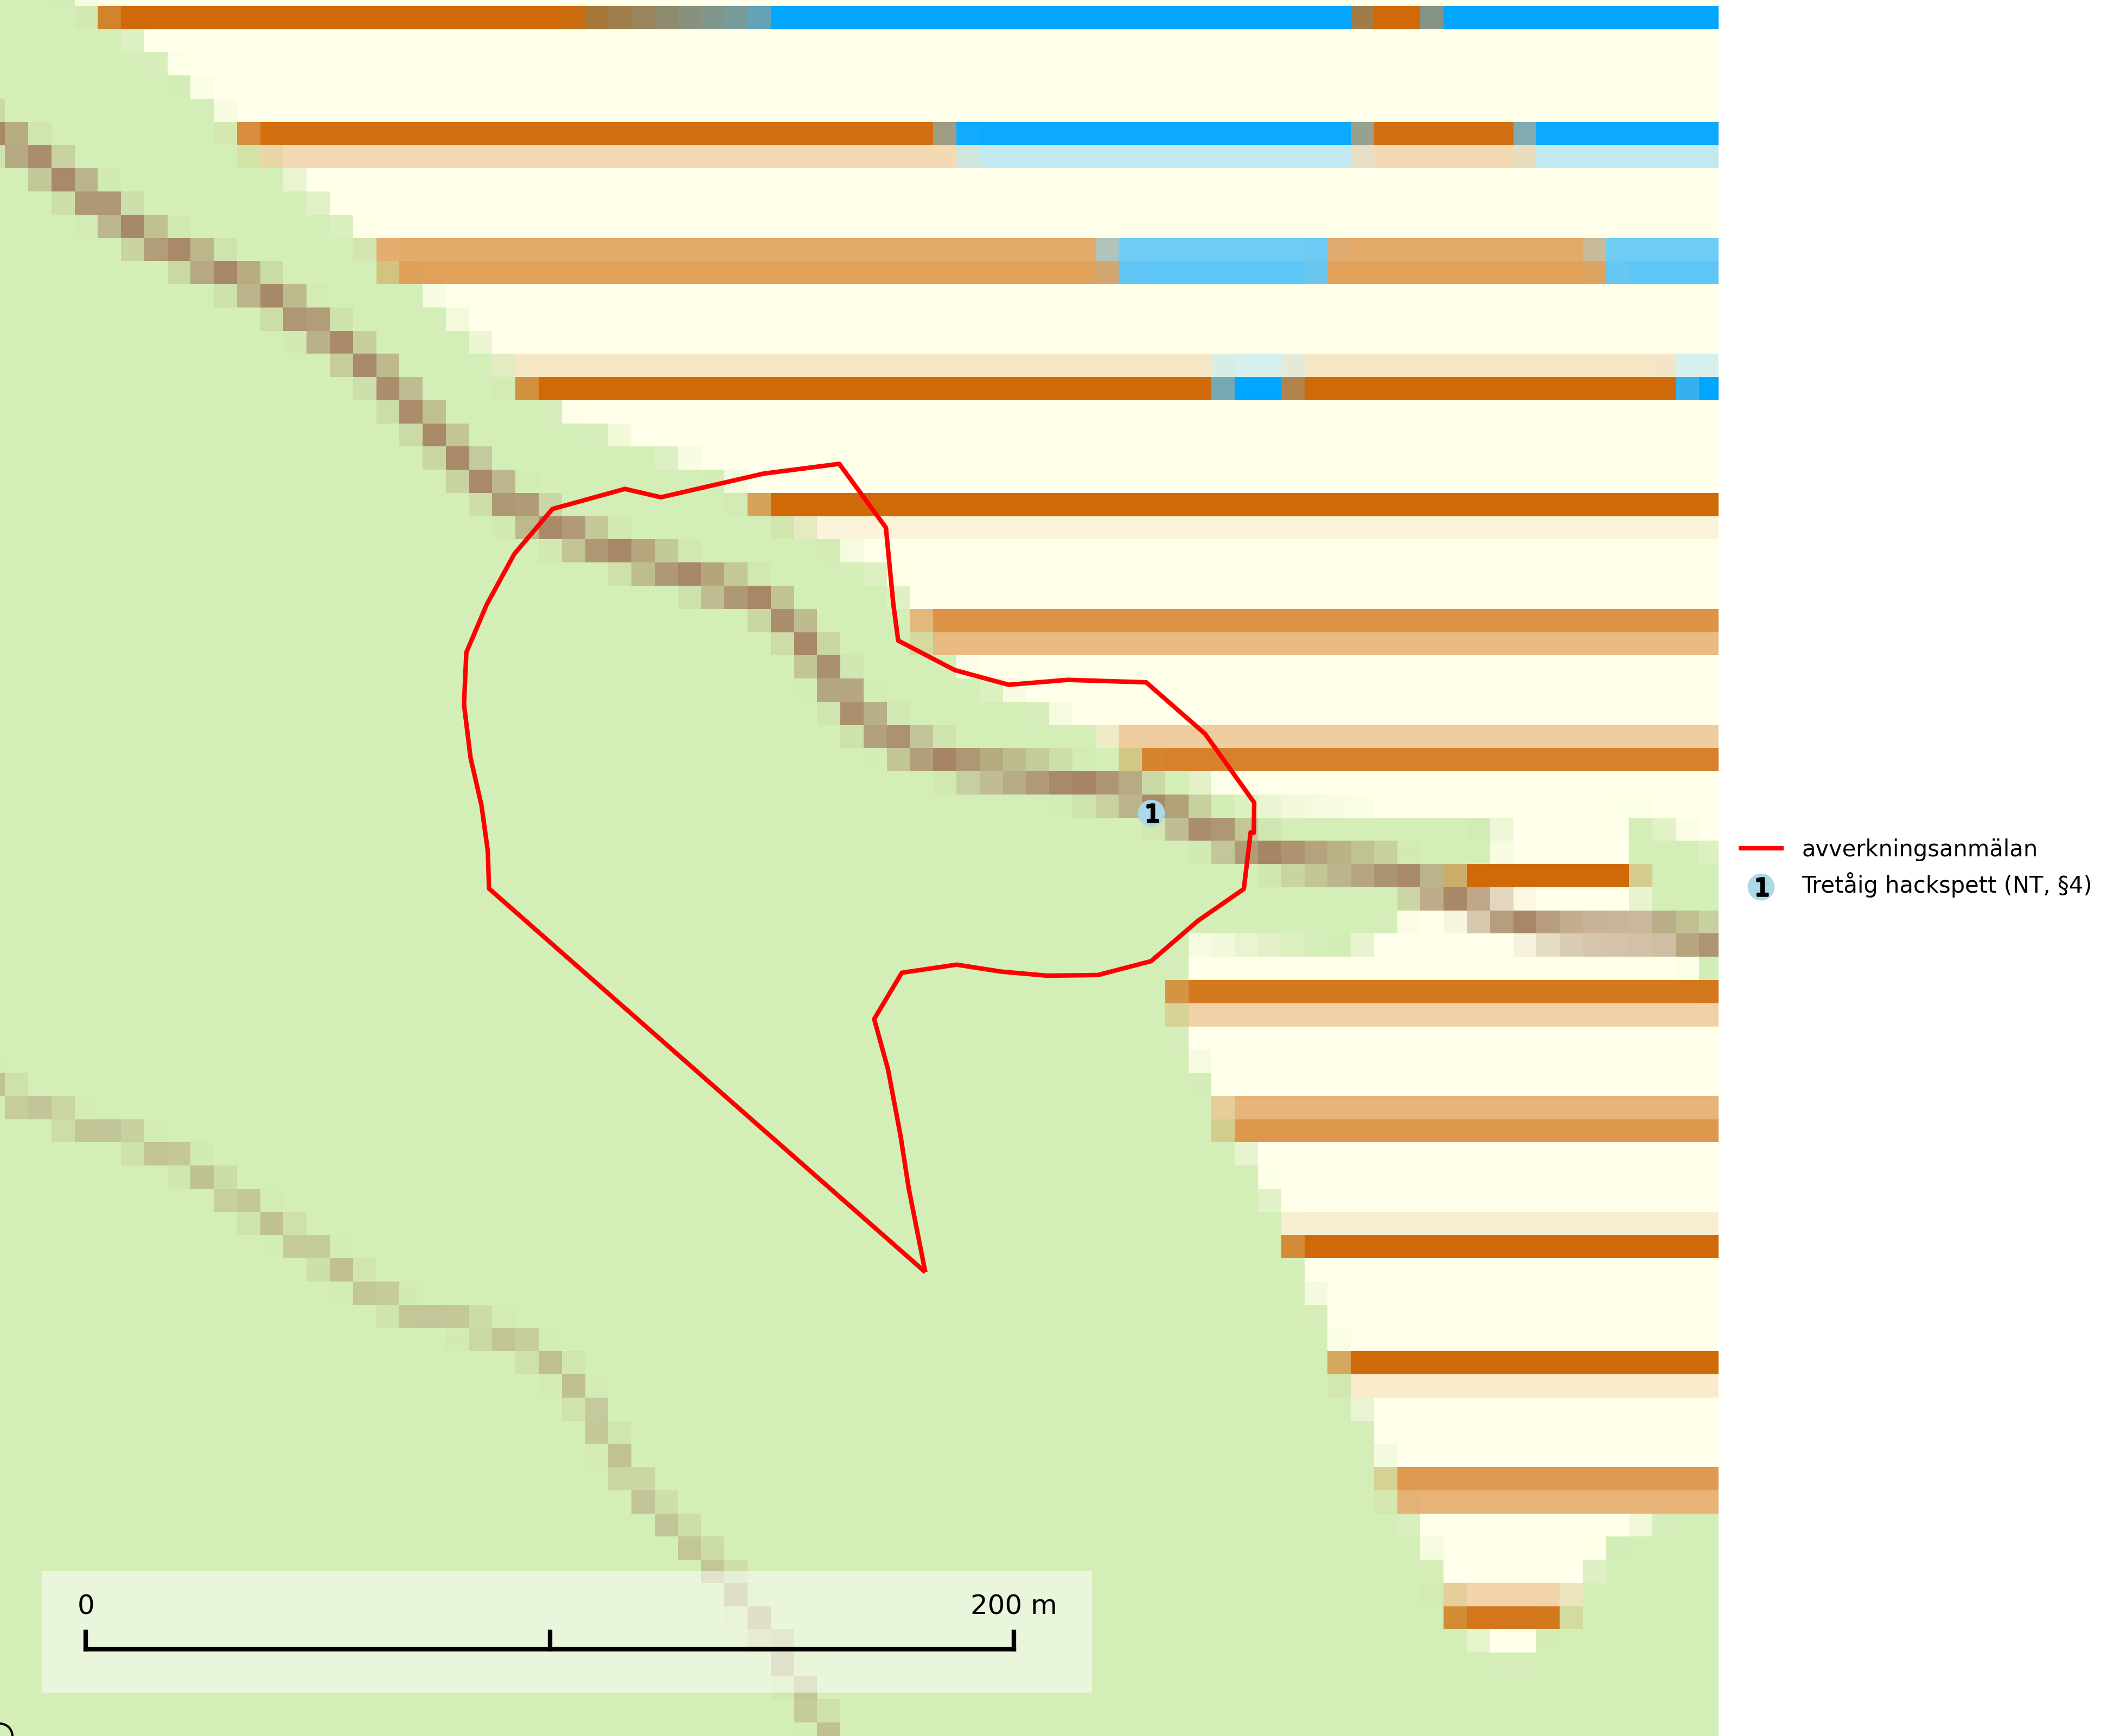 1
avverkningsanmälan
1 Tretåig hackspett (NT, §4)
0 200 m